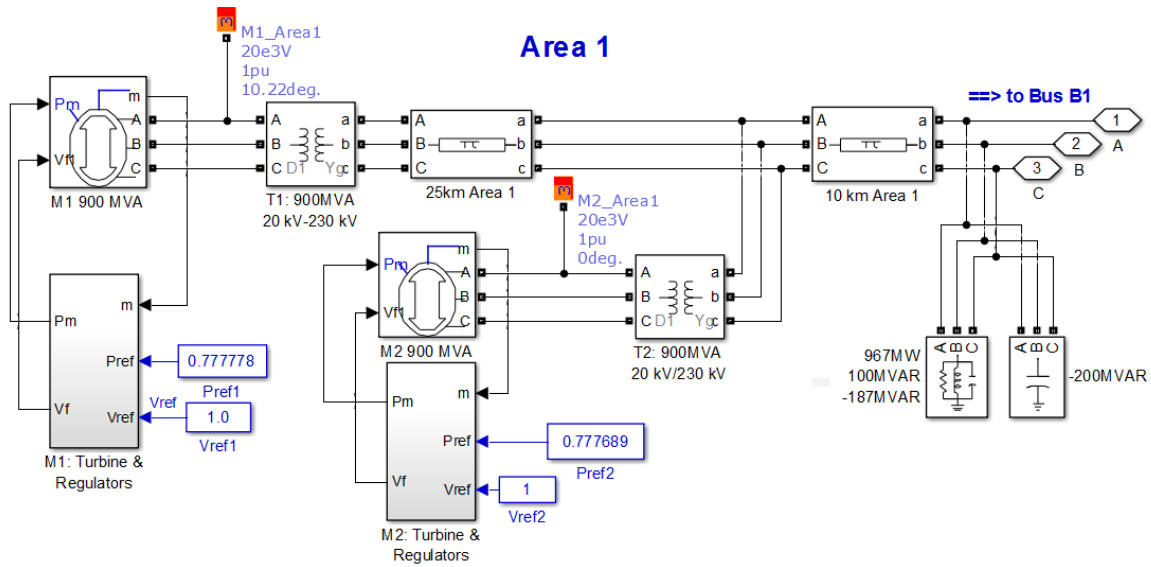 Area 1
M1_Area1
20e3V
1pu
10.22deg.
==> to Bus B1
Pm
m
A
Vf1
B
C
M1 900 MVA
A
B
C
D1
Yg
a
b
c
T1: 900MVA
20 kV-230 kV
A
B
C
a
b
c
25km Area 1
A
B
C
a
b
c
10 km Area 1
1
A
2
B
3
C
M2_Area1
20e3V
1pu
0deg.
Pm
m
A
Vf1
B
C
M2 900 MVA
A
B
C
D1
Yg
a
b
c
T2: 900MVA
20 kV/230 kV
m
Pm
Pref
Vf
Vref
M1: Turbine &
Regulators
0.777778
Pref1
Vref
1.0
Vref1
m
Pm
Pref
Vf
Vref
M2: Turbine &
Regulators
0.777689
Pref2
1
Vref2
967MW
100MVAR
-187MVAR
A B C
A B C
-200MVAR